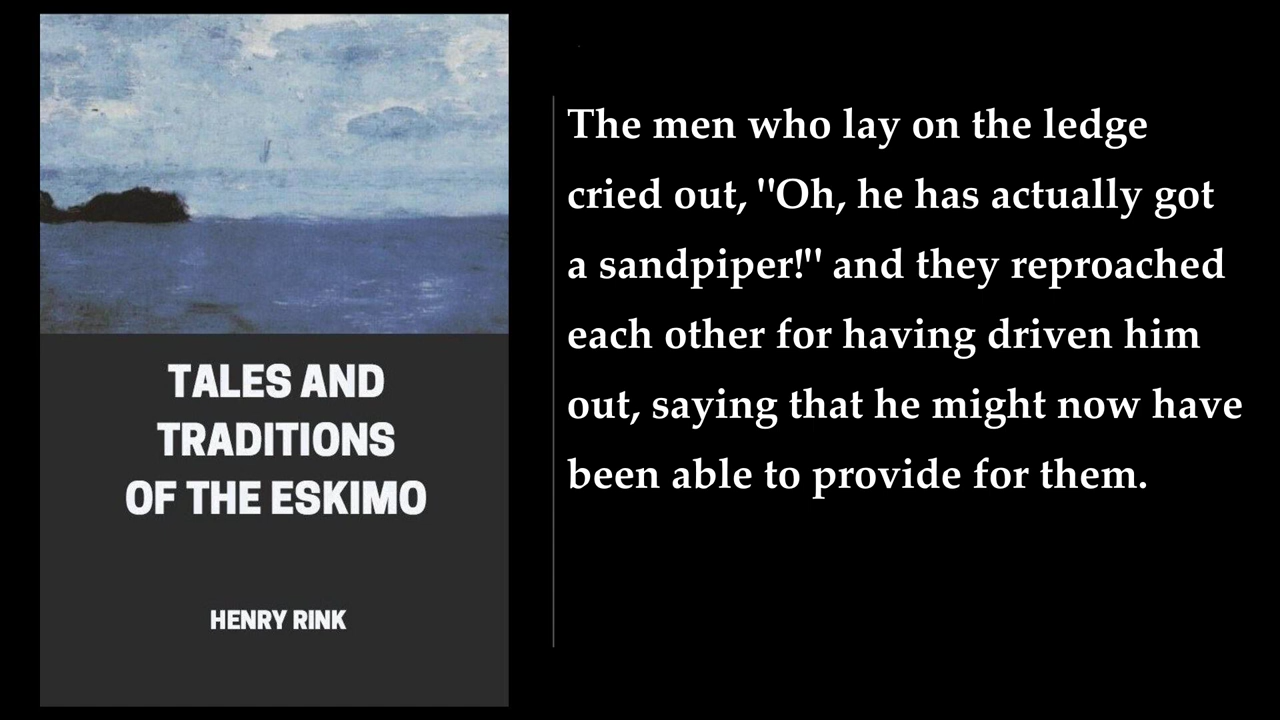 TALES AND
TRADITIONS
OF THE ESKIMO
HENRY RINK
The men who lay on the ledge
cried out, "Oh, he has actually got
a sandpiper!" and they reproached
each other for having driven him
out, saying that he might now have
been able to provide for them.